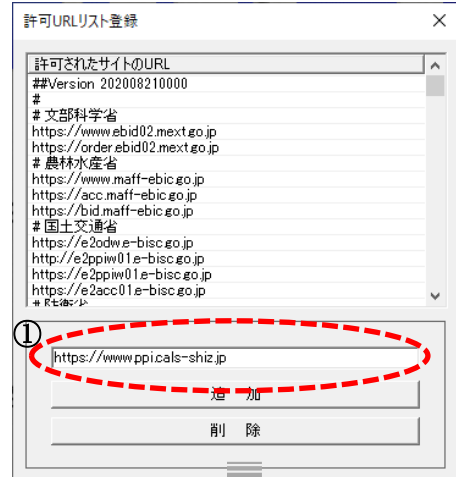 許可URLリスト登録
許可されたサイトのURL
##Version 202008210000
#
# 文部科学省
https://www.ebid02.mext.go.jp
https://order.ebid02.mext.go.jp
# 農林水産省
https://www.maff-ebic.go.jp
https://acc.maff-ebic.go.jp
https://bid.maff-ebic.go.jp
# 国土交通省
https://e2odw.e-bisc.go.jp
http://e2ppiw01.e-bisc.go.jp
https://e2ppiw01.e-bisc.go.jp
https://e2acc01.e-bisc.go.jp
# 防衛省
①
https://www.ppi.cals-shiz.jp
追 加
削 除